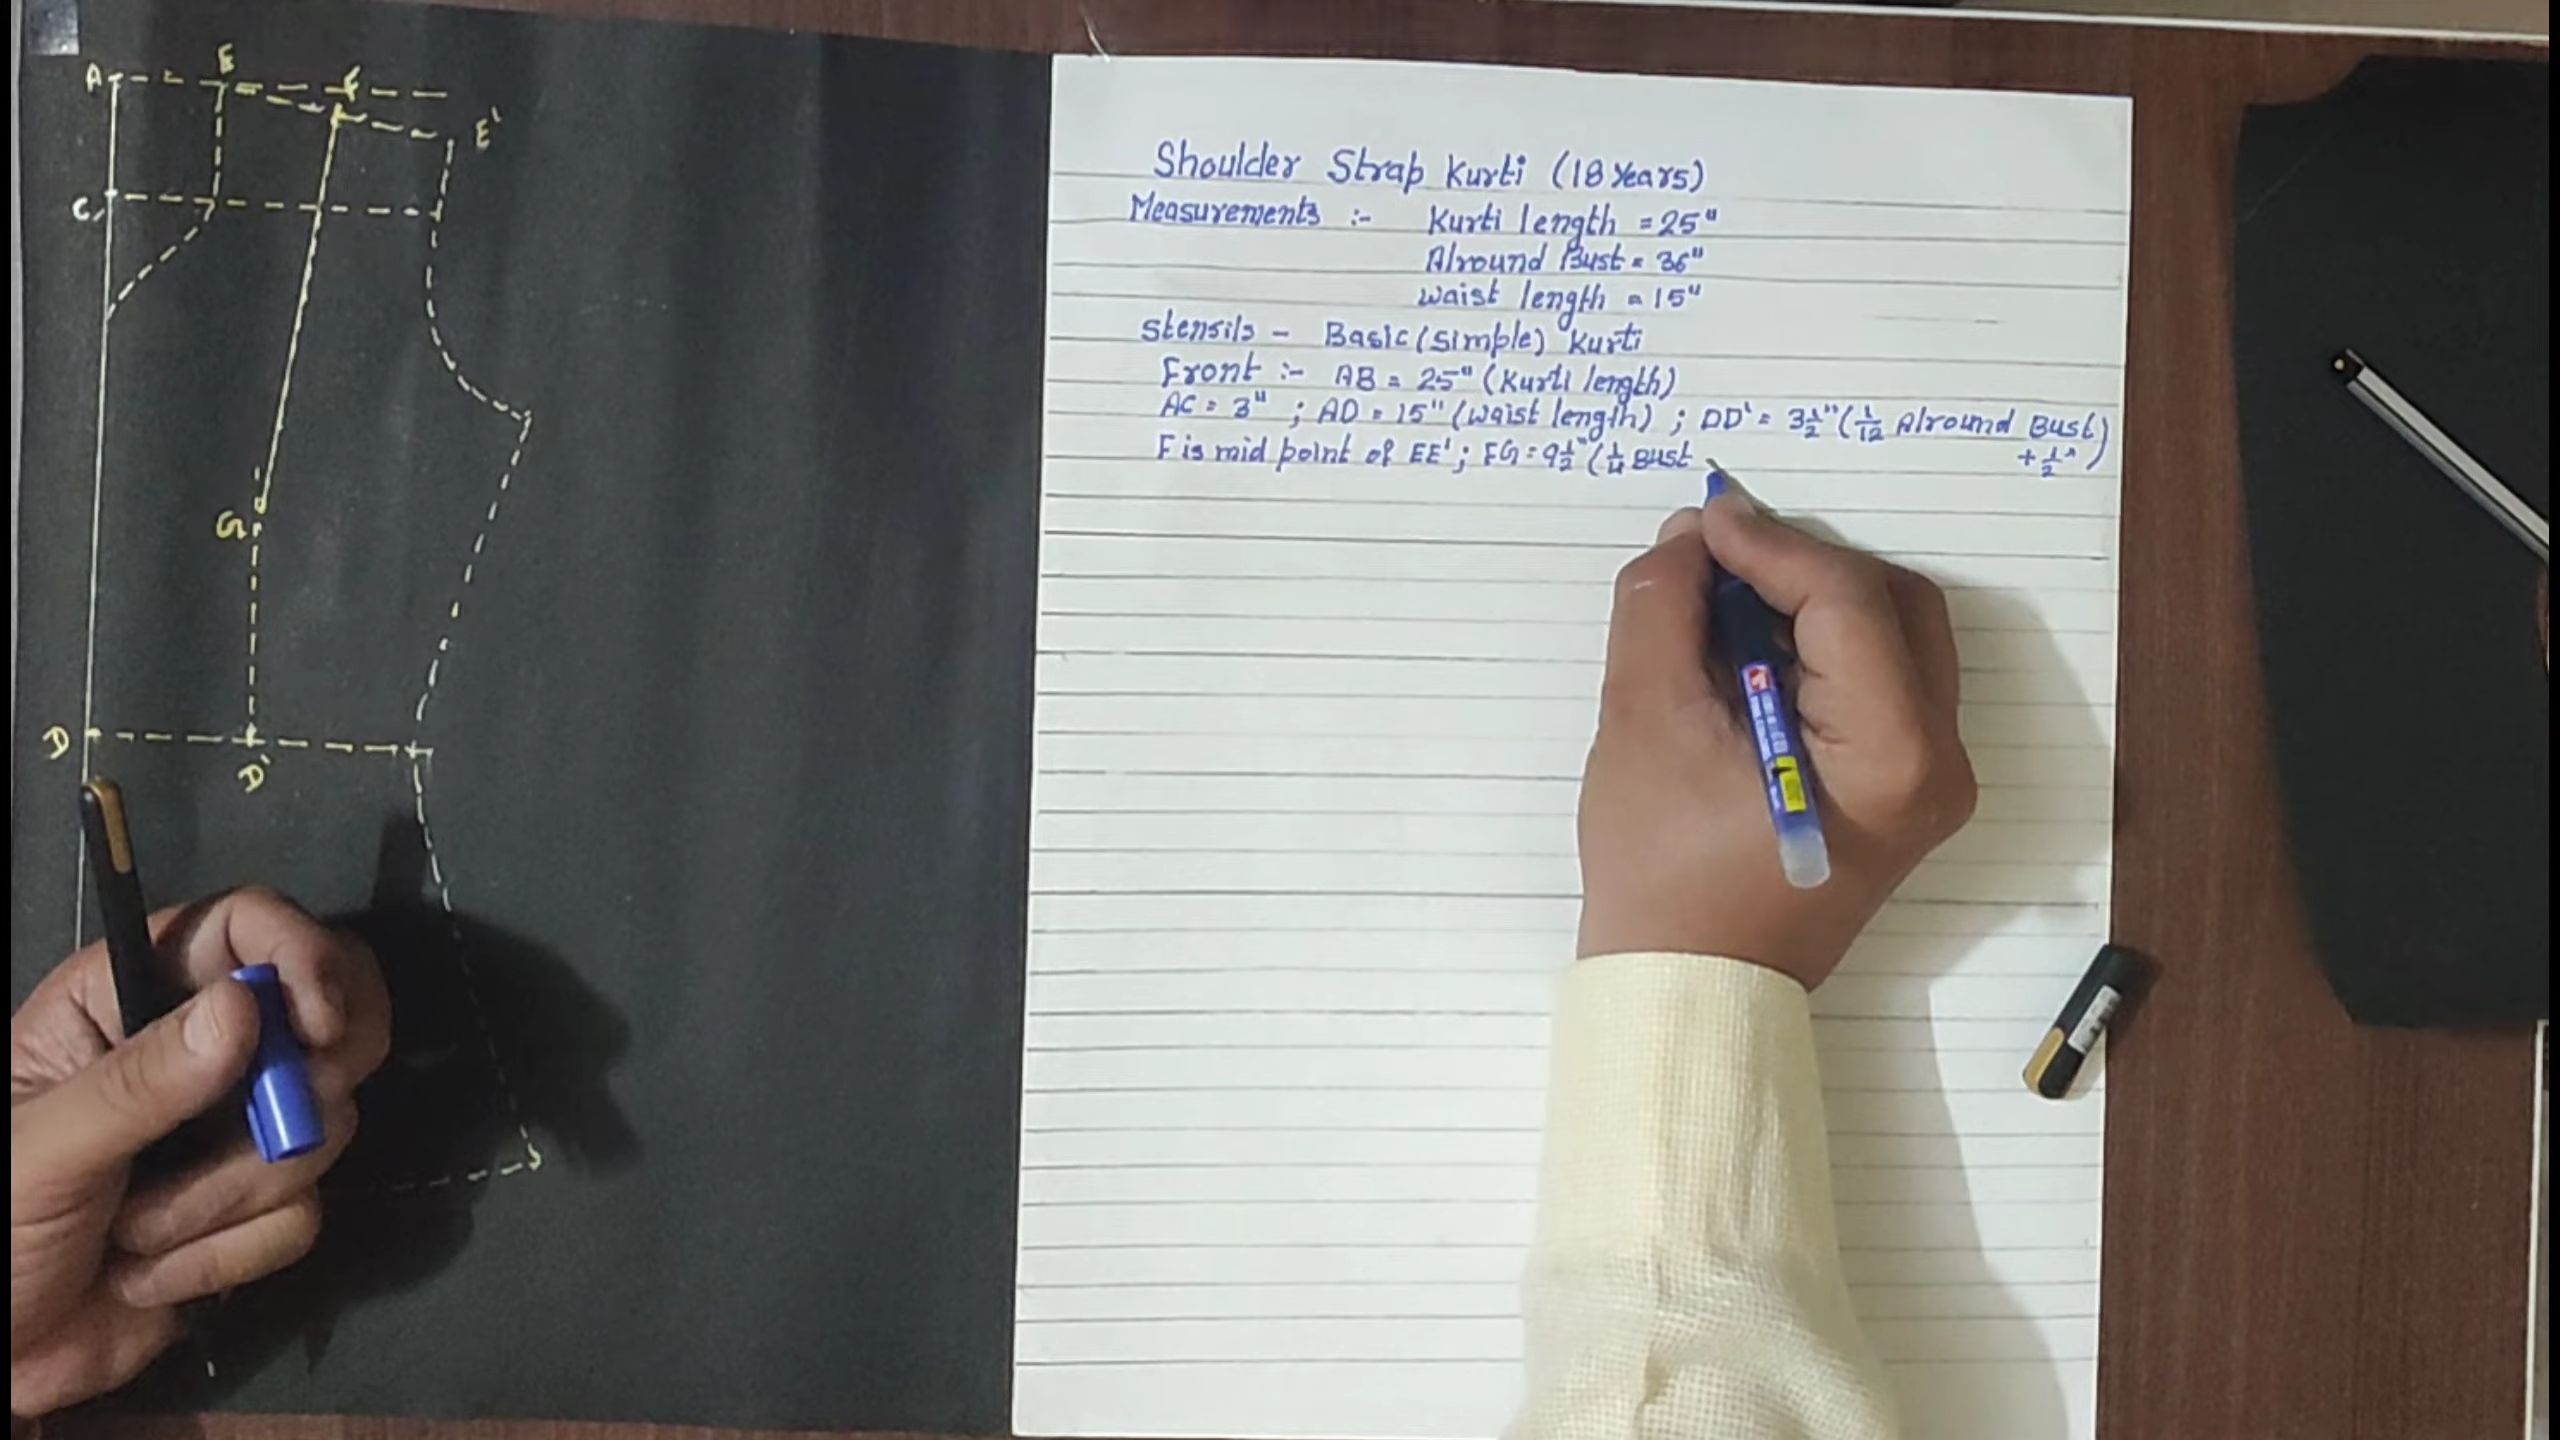 A
E
F
E'
C
G
D
D'
Shoulder Strap Kurti (18 Years)
Measurements :- Kurti length = 25"
Alround Bust = 36"
Waist length = 15"
Stensils - Basic (simple) Kurti
Front :- AB = 25" (Kurti length)
AC = 3" ; AD = 15" (Waist length) ; DD' = 3½" (1/12 Alround Bust
+ ½")
F is mid point of EE' ; FG = 9½" (¼ Bust